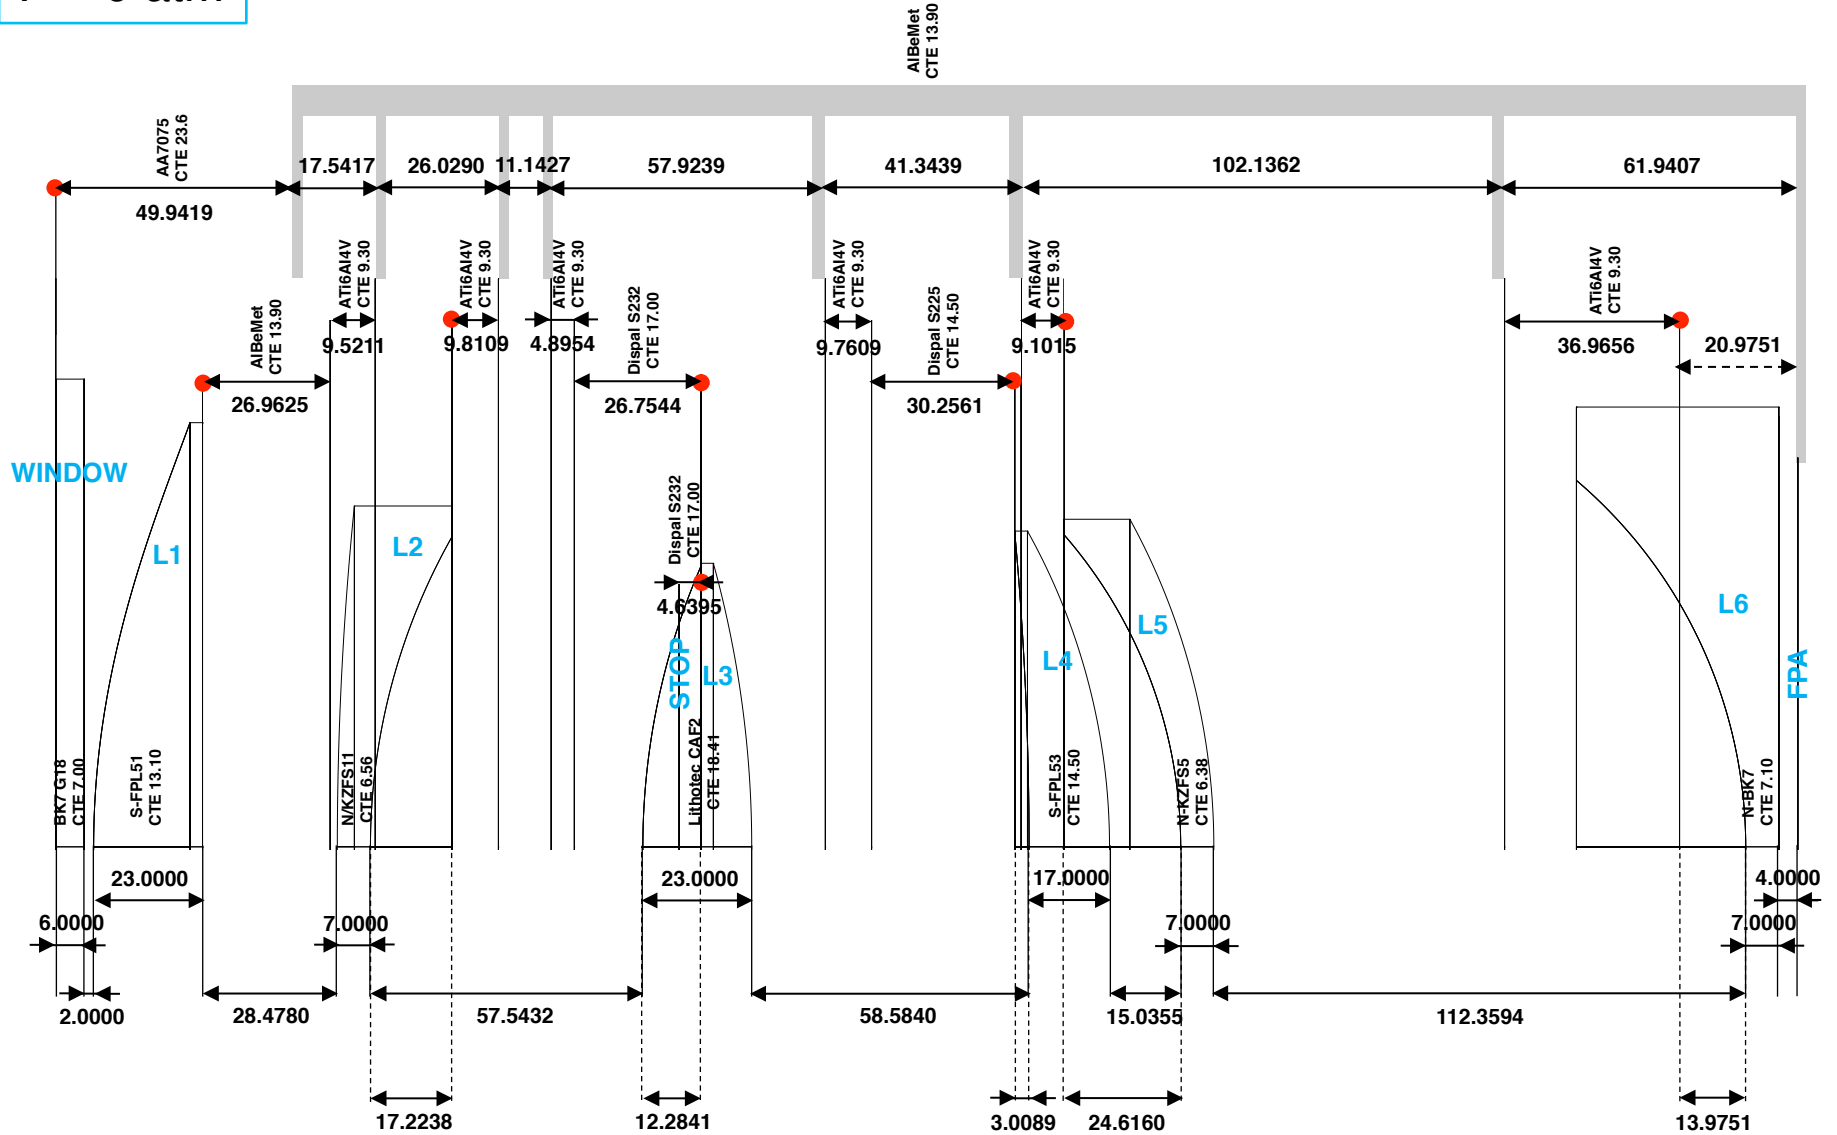 AlBeMet
CTE 13.90
AA7075
CTE 23.6
17.5417
26.0290
11.1427
57.9239
41.3439
102.1362
61.9407
49.9419
ATi6Al4V
CTE 9.30
ATi6Al4V
CTE 9.30
ATi6Al4V
CTE 9.30
ATi6Al4V
CTE 9.30
ATi6Al4V
CTE 9.30
ATi6Al4V
CTE 9.30
AlBeMet
CTE 13.90
Dispal S232
CTE 17.00
Dispal S225
CTE 14.50
9.5211
9.8109
4.8954
9.7609
9.1015
36.9656
20.9751
26.9625
26.7544
30.2561
WINDOW
Dispal S232
CTE 17.00
L1
L2
4.6395
STOP
L3
L4
L5
L6
FPA
BK7 G18
CTE 7.00
S-FPL51
CTE 13.10
N/KZFS11
CTE 6.56
Lithotec CAF2
CTE 18.41
S-FPL53
CTE 14.50
N-KZFS5
CTE 6.38
N-BK7
CTE 7.10
23.0000
23.0000
17.0000
4.0000
6.0000
7.0000
7.0000
7.0000
2.0000
28.4780
57.5432
58.5840
15.0355
112.3594
17.2238
12.2841
3.0089
24.6160
13.9751